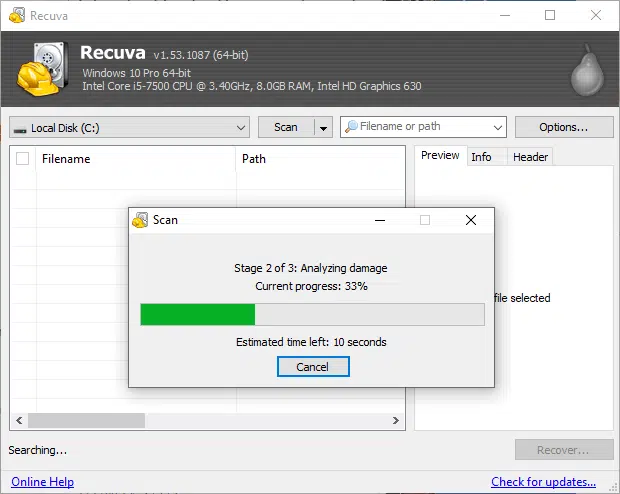 Recuva
Recuva v1.53.1087 (64-bit)
Windows 10 Pro 64-bit
Intel Core i5-7500 CPU @ 3.40GHz, 8.0GB RAM, Intel HD Graphics 630
Local Disk (C:)
Scan
Filename or path
Options...
Filename
Path
Preview
Info
Header
Scan
Stage 2 of 3: Analyzing damage
Current progress: 33%
file selected
Estimated time left: 10 seconds
Cancel
Searching...
Recover...
Online Help
Check for updates...